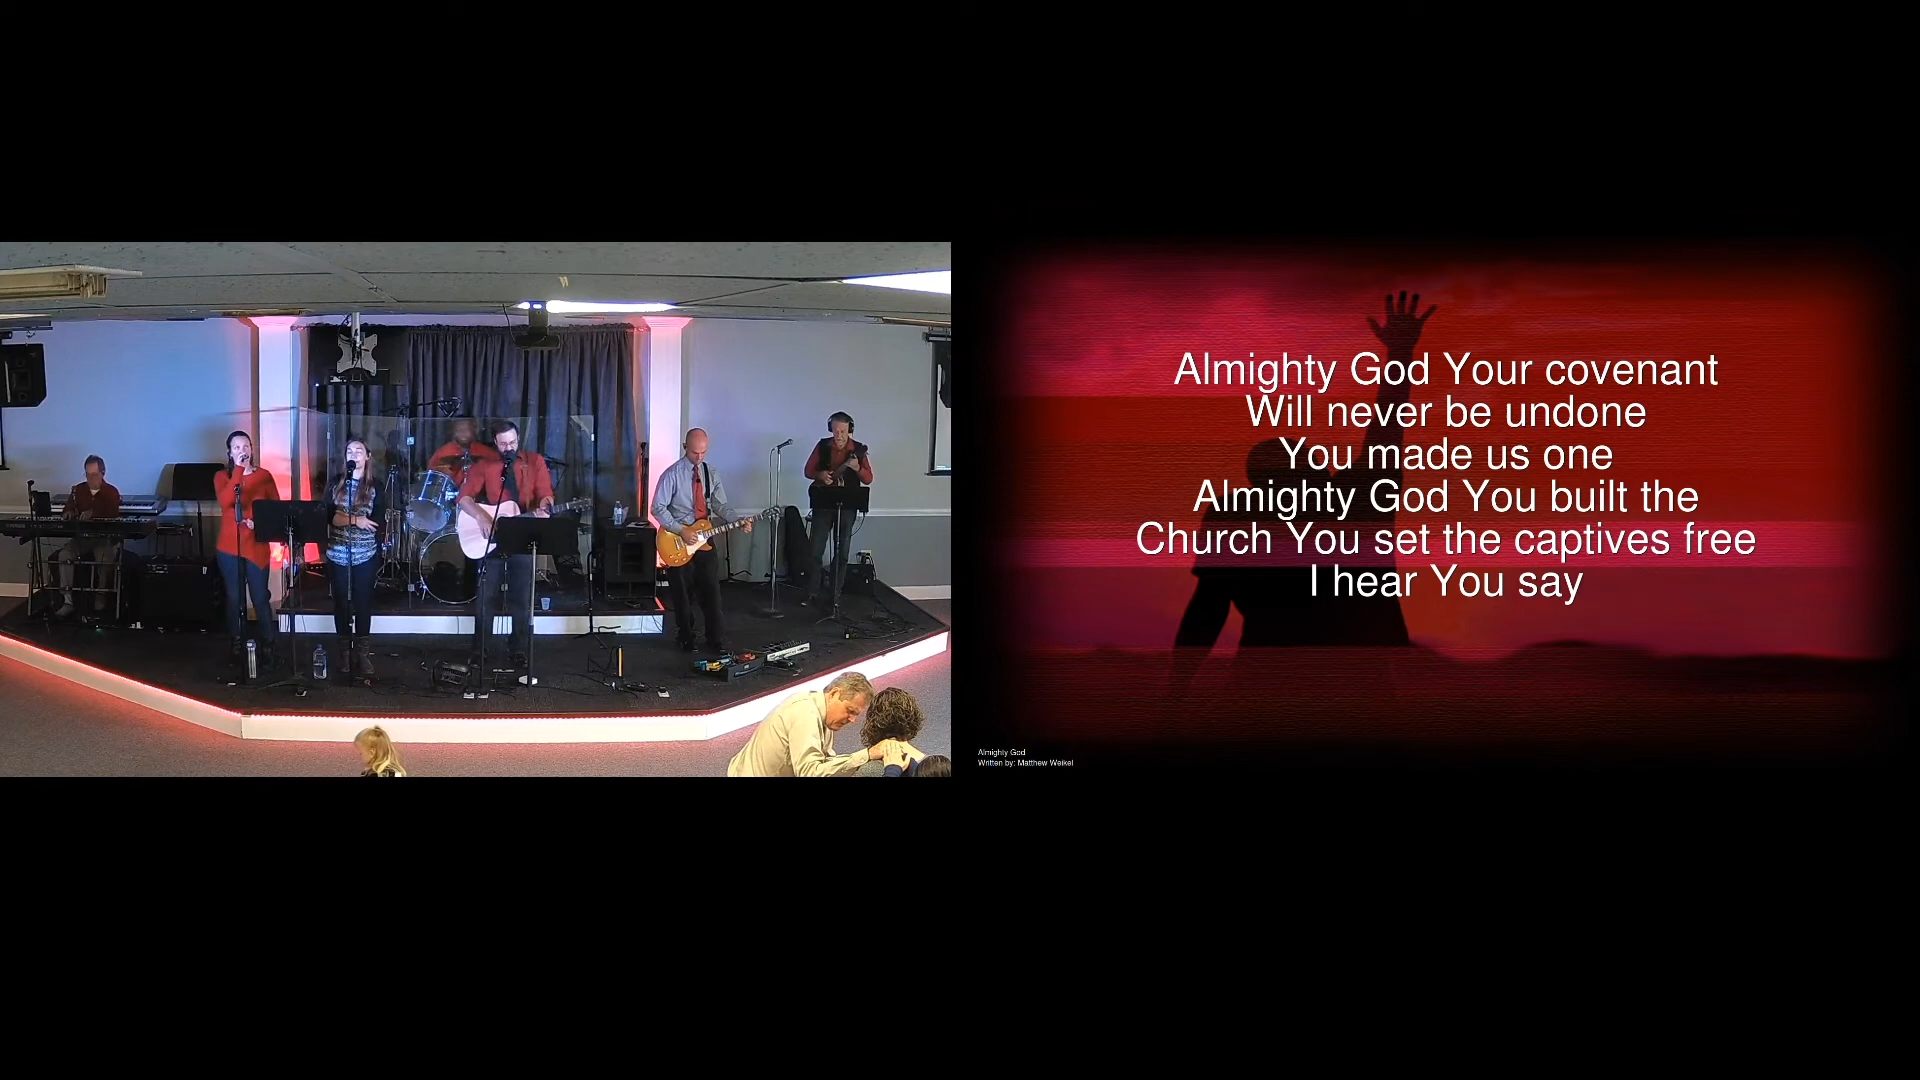 Almighty God Your covenant
Will never be undone
You made us one
Almighty God You built the
Church You set the captives free
I hear You say
Almighty God
Written by: Matthew Weikel